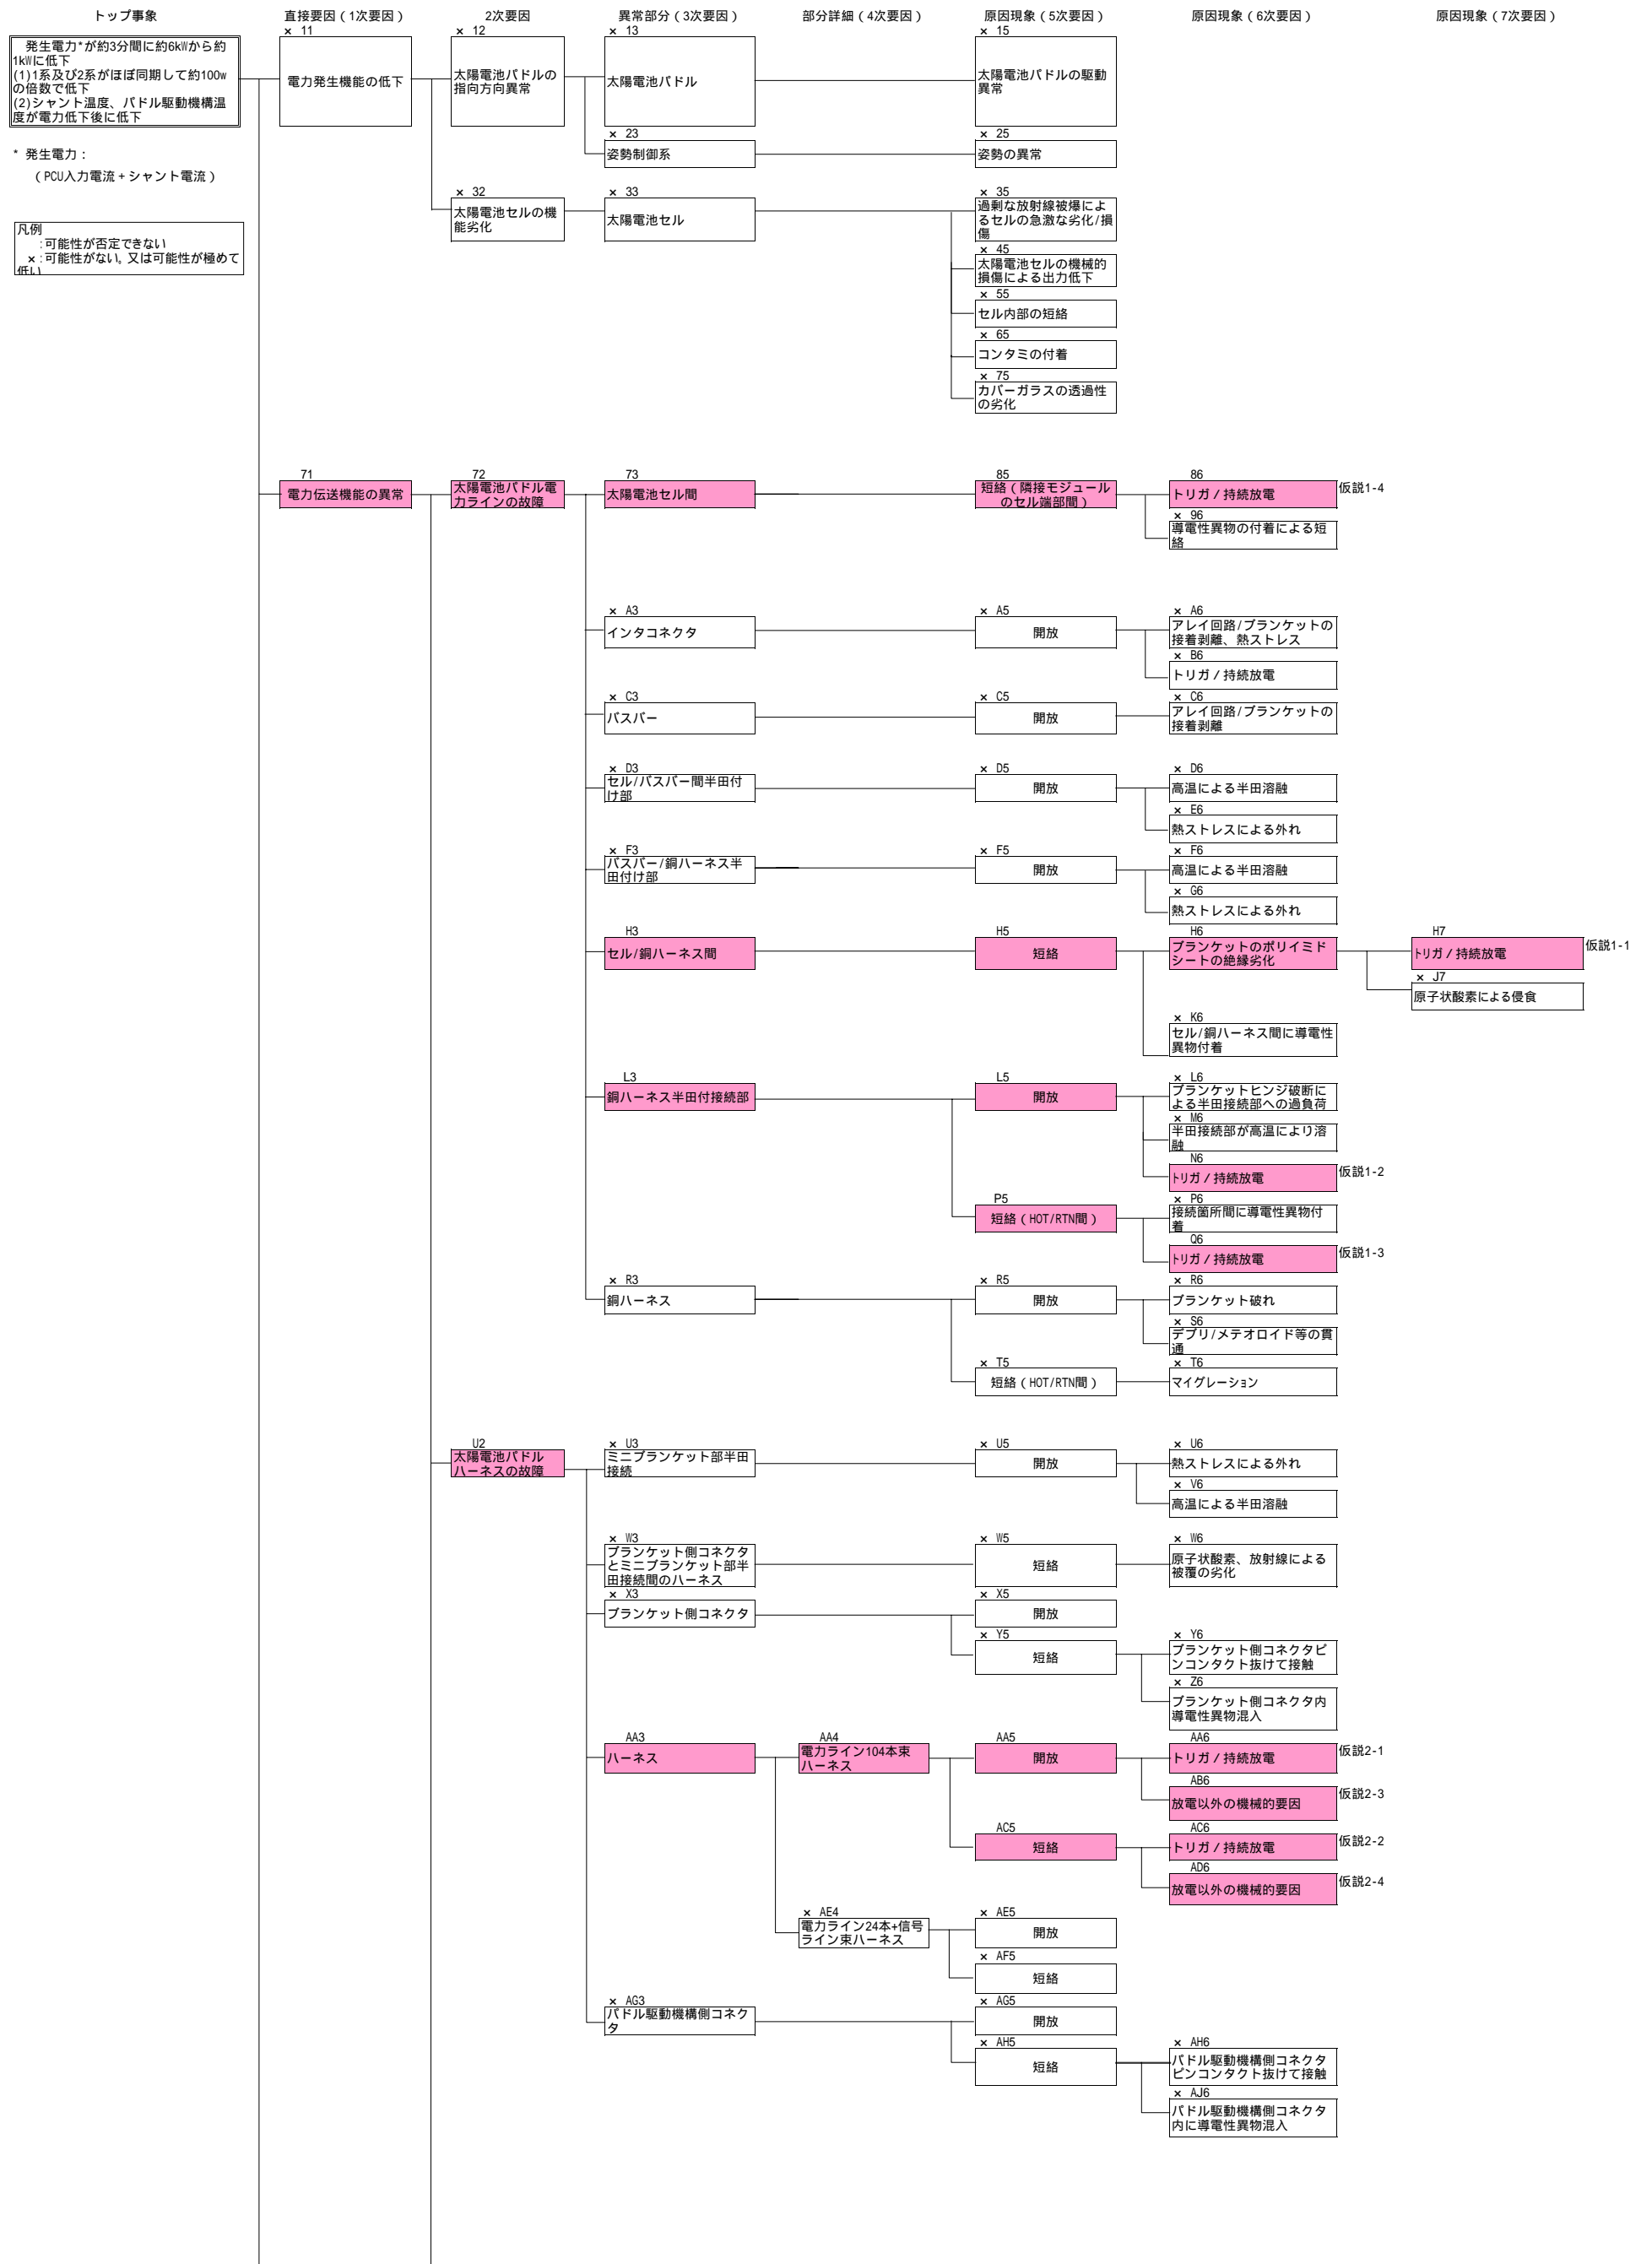 トップ事象
直接要因（1次要因）
2次要因
異常部分（3次要因）
部分詳細（4次要因）
原因現象（5次要因）
原因現象（6次要因）
原因現象（7次要因）
発生電力*が約3分間に約6kWから約
1kWに低下
(1)1系及び2系がほぼ同期して約100w
の倍数で低下
(2)シャント温度、パドル駆動機構温
度が電力低下後に低下
* 発生電力：
（PCU入力電流＋シャント電流）
凡例
：可能性が否定できない
×：可能性がない、又は可能性が極めて
低い
× 11
電力発生機能の低下
× 12
太陽電池パドルの
指向方向異常
× 13
太陽電池パドル
× 15
太陽電池パドルの駆動
異常
× 23
姿勢制御系
× 25
姿勢の異常
× 32
太陽電池セルの機
能劣化
× 33
太陽電池セル
× 35
過剰な放射線被爆によ
るセルの急激な劣化/損
傷
× 45
太陽電池セルの機械的
損傷による出力低下
× 55
セル内部の短絡
× 65
コンタミの付着
× 75
カバーガラスの透過性
の劣化
71
電力伝送機能の異常
72
太陽電池パドル電
力ラインの故障
73
太陽電池セル間
85
短絡（隣接モジュール
のセル端部間）
86
トリガ／持続放電
仮説1-4
× 96
導電性異物の付着による短
絡
× A3
インタコネクタ
× A5
開放
× A6
アレイ回路/ブランケットの
接着剥離、熱ストレス
× B6
トリガ／持続放電
× C3
バスバー
× C5
開放
× C6
アレイ回路/ブランケットの
接着剥離
× D3
セル/バスバー間半田付
け部
× D5
開放
× D6
高温による半田溶融
× E6
熱ストレスによる外れ
× F3
バスバー/銅ハーネス半
田付け部
× F5
開放
× F6
高温による半田溶融
× G6
熱ストレスによる外れ
H3
セル/銅ハーネス間
H5
短絡
H6
ブランケットのポリイミド
シートの絶縁劣化
H7
トリガ／持続放電
仮説1-1
× J7
原子状酸素による侵食
× K6
セル/銅ハーネス間に導電性
異物付着
L3
銅ハーネス半田付接続部
L5
開放
× L6
ブランケットヒンジ破断に
よる半田接続部への過負荷
× M6
半田接続部が高温により溶
融
N6
トリガ／持続放電
仮説1-2
P5
短絡（HOT/RTN間）
× P6
接続箇所間に導電性異物付
着
Q6
トリガ／持続放電
仮説1-3
× R3
銅ハーネス
× R5
開放
× R6
ブランケット破れ
× S6
デブリ/メテオロイド等の貫
通
× T5
短絡（HOT/RTN間）
× T6
マイグレーション
U2
太陽電池パドル
ハーネスの故障
× U3
ミニブランケット部半田
接続
× U5
開放
× U6
熱ストレスによる外れ
× V6
高温による半田溶融
× W3
ブランケット側コネクタ
とミニブランケット部半
田接続間のハーネス
× W5
短絡
× W6
原子状酸素、放射線による
被覆の劣化
× X3
ブランケット側コネクタ
× X5
開放
× Y5
短絡
× Y6
ブランケット側コネクタピ
ンコンタクト抜けて接触
× Z6
ブランケット側コネクタ内
導電性異物混入
AA3
ハーネス
AA4
電力ライン104本束
ハーネス
AA5
開放
AA6
トリガ／持続放電
仮説2-1
AB6
放電以外の機械的要因
仮説2-3
AC5
短絡
AC6
トリガ／持続放電
仮説2-2
AD6
放電以外の機械的要因
仮説2-4
× AE4
電力ライン24本+信号
ライン束ハーネス
× AE5
開放
× AF5
短絡
× AG3
パドル駆動機構側コネク
タ
× AG5
開放
× AH5
短絡
× AH6
パドル駆動機構側コネクタ
ピンコンタクト抜けて接触
× AJ6
パドル駆動機構側コネクタ
内に導電性異物混入